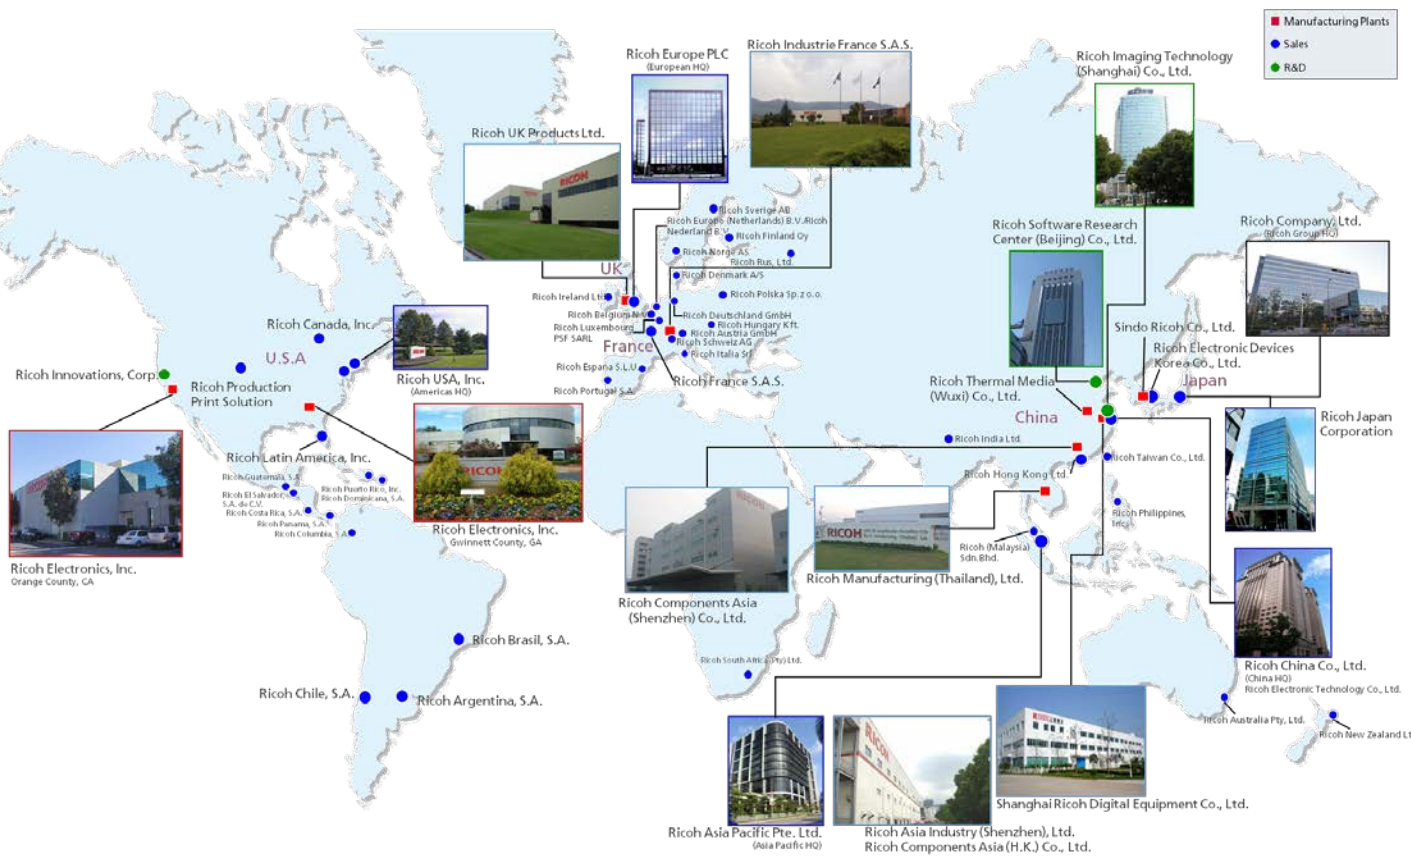 Manufacturing Plants
Sales
R&D
Ricoh Europe PLC
(European HQ)
Ricoh Industrie France S.A.S.
Ricoh Imaging Technology
(Shanghai) Co., Ltd.
Ricoh UK Products Ltd.
RICOH
Ricoh Software Research
Center (Beijing) Co., Ltd.
Ricoh Company, Ltd.
(Ricoh Group HQ)
Ricoh Sverige AB
Ricoh Europe (Netherlands) B.V./Ricoh
Nederland B.V.
Ricoh Finland Oy
Ricoh Norge AS
Ricoh Rus, Ltd.
UK
Ricoh Denmark A/S
Ricoh Ireland Ltd
Ricoh Polska Sp.z o.o.
Ricoh Belgium N.V.
Ricoh Deutschland GmbH
Ricoh Luxembourg
PSF SARL
Ricoh Hungary Kft.
Ricoh Austria GmbH
Ricoh Schweiz AG
France
Ricoh Italia Srl
Ricoh Espana S.L.U.
Ricoh France S.A.S.
Ricoh Portugal S.A.
Sindo Ricoh Co., Ltd.
Ricoh Electronic Devices
Korea Co., Ltd.
Japan
Ricoh Thermal Media
(Wuxi) Co., Ltd.
China
Ricoh Japan
Corporation
Ricoh Canada, Inc.
U.S.A
Ricoh Innovations, Corp.
Ricoh Production
Print Solution
Ricoh USA, Inc.
(Americas HQ)
RICOH
Ricoh Latin America, Inc.
Ricoh Guatemala, S.A.
Ricoh El Salvador,
S.A. de C.V.
Ricoh Costa Rica, S.A.
Ricoh Panama, S.A.
Ricoh Columbia, S.A.
Ricoh Puerto Rico, Inc.
Ricoh Dominicana, S.A.
Ricoh Electronics, Inc.
Gwinnett County, GA
Ricoh Electronics, Inc.
Orange County, CA
Ricoh India Ltd.
Ricoh Hong Kong Ltd.
Ricoh Taiwan Co., Ltd.
Ricoh Philippines,
Inc.
RICOH
Ricoh (Malaysia)
Sdn.Bhd.
Ricoh Manufacturing (Thailand), Ltd.
Ricoh Components Asia
(Shenzhen) Co., Ltd.
Ricoh Brasil, S.A.
Ricoh Chile, S.A.
Ricoh Argentina, S.A.
Ricoh South Africa (Pty) Ltd.
Ricoh China Co., Ltd.
(China HQ)
Ricoh Electronic Technology Co., Ltd.
Ricoh Australia Pty, Ltd.
Ricoh New Zealand Lt
RICOH
Shanghai Ricoh Digital Equipment Co., Ltd.
Ricoh Asia Pacific Pte. Ltd.
(Asia Pacific HQ)
Ricoh Asia Industry (Shenzhen), Ltd.
Ricoh Components Asia (H.K.) Co., Ltd.